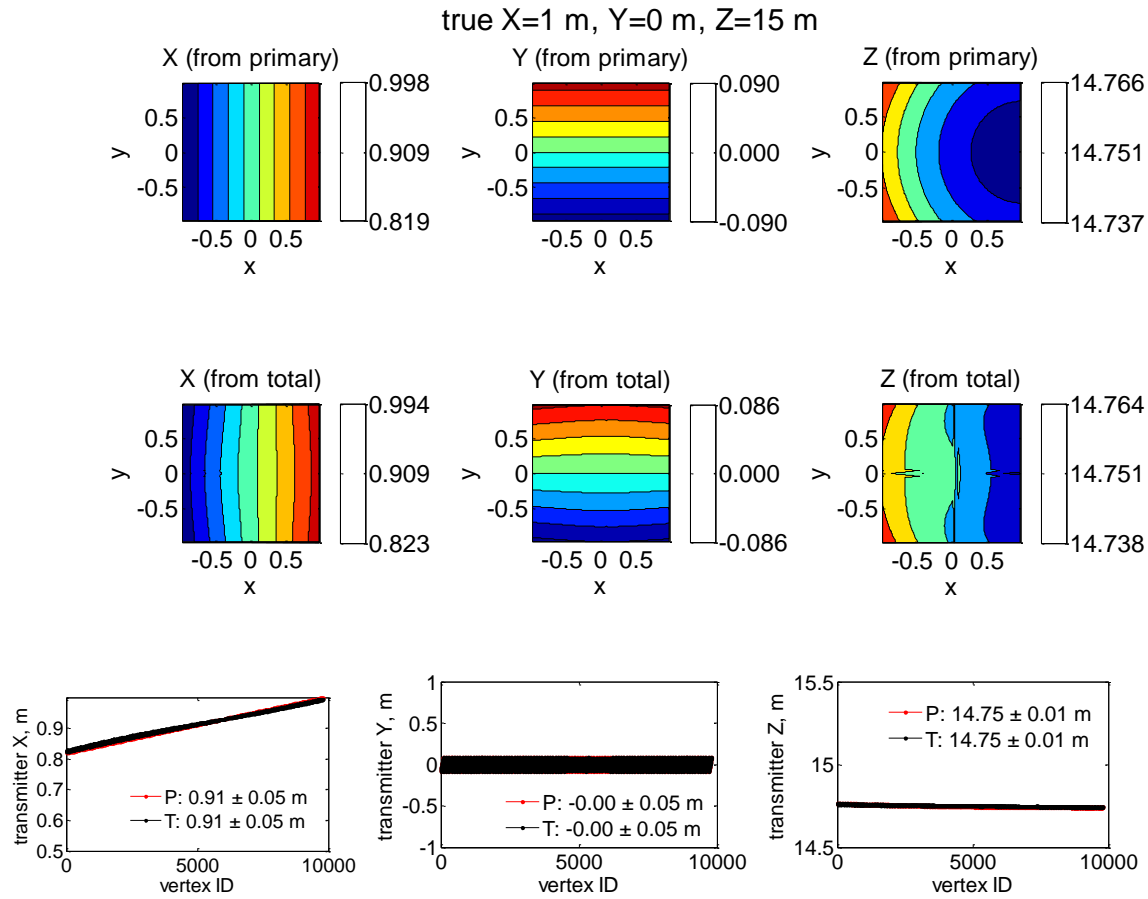 true X=1 m, Y=0 m, Z=15 m
X (from primary)
y
0.5
0
-0.5
-0.5 0 0.5
x
0.998
0.909
0.819
Y (from primary)
y
0.5
0
-0.5
-0.5 0 0.5
x
0.090
0.000
-0.090
Z (from primary)
y
0.5
0
-0.5
-0.5 0 0.5
x
14.766
14.751
14.737
X (from total)
y
0.5
0
-0.5
-0.5 0 0.5
x
0.994
0.909
0.823
Y (from total)
y
0.5
0
-0.5
-0.5 0 0.5
x
0.086
0.000
-0.086
Z (from total)
y
0.5
0
-0.5
-0.5 0 0.5
x
14.764
14.751
14.738
transmitter X, m
0.9
0.8
0.7
0.6
0.5
P: 0.91 ± 0.05 m
T: 0.91 ± 0.05 m
0 5000 10000
vertex ID
transmitter Y, m
1
0.5
0
-0.5
-1
P: -0.00 ± 0.05 m
T: -0.00 ± 0.05 m
0 5000 10000
vertex ID
transmitter Z, m
15.5
15
14.5
P: 14.75 ± 0.01 m
T: 14.75 ± 0.01 m
0 5000 10000
vertex ID